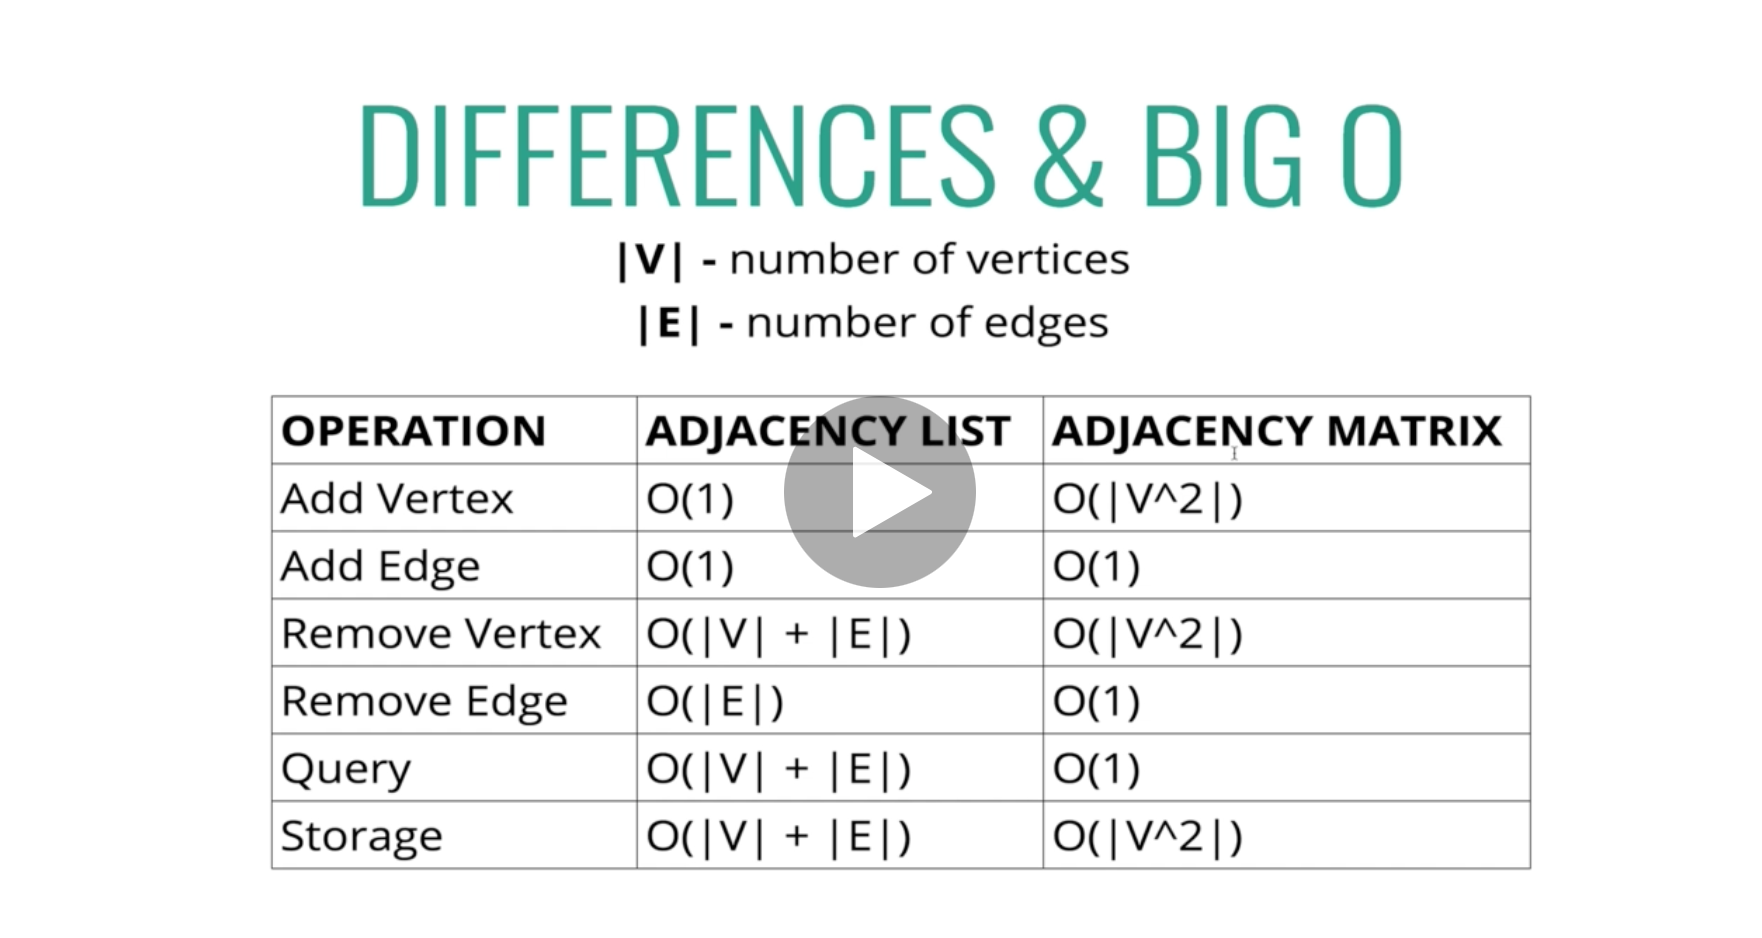 DIFFERENCES & BIG O
|V| - number of vertices
|E| - number of edges
OPERATION ADJACENCY LIST ADJACENCY MATRIX
Add Vertex O(1) O(|V^2|)
Add Edge O(1) O(1)
Remove Vertex O(|V| + |E|) O(|V^2|)
Remove Edge O(|E|) O(1)
Query O(|V| + |E|) O(1)
Storage O(|V| + |E|) O(|V^2|)